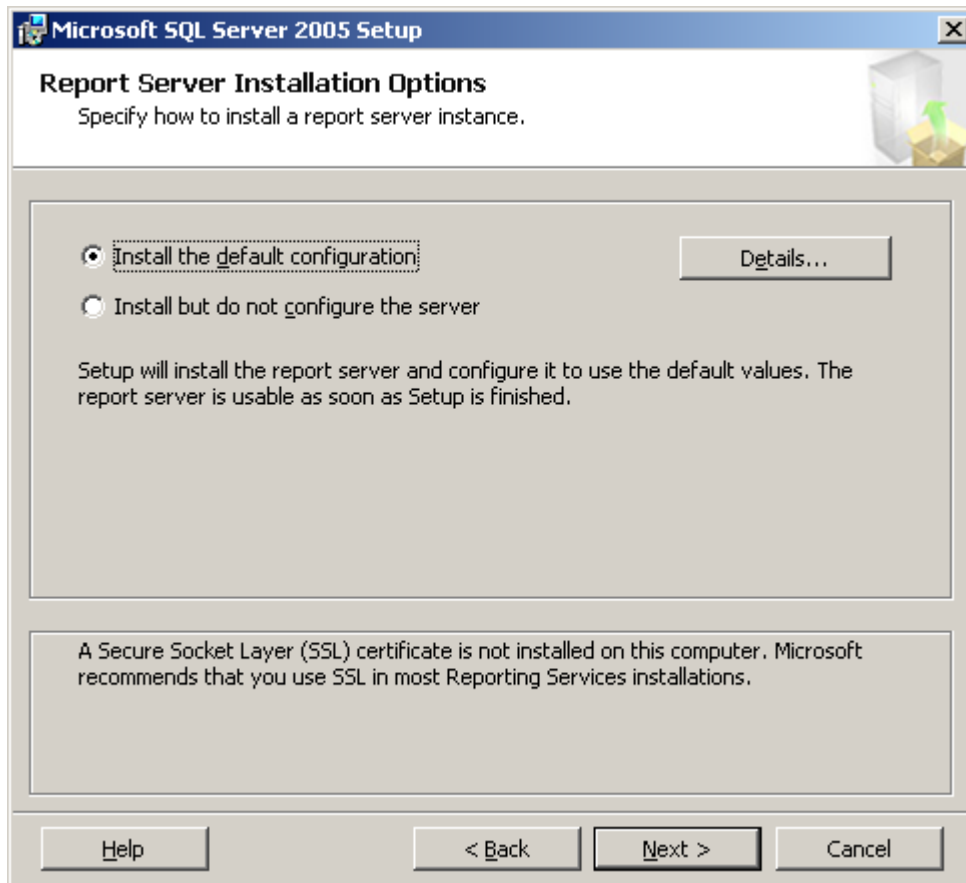 Microsoft SQL Server 2005 Setup
Report Server Installation Options
Specify how to install a report server instance.
Install the default configuration
Details...
Install but do not configure the server
Setup will install the report server and configure it to use the default values. The
report server is usable as soon as Setup is finished.
A Secure Socket Layer (SSL) certificate is not installed on this computer. Microsoft
recommends that you use SSL in most Reporting Services installations.
Help
< Back
Next >
Cancel